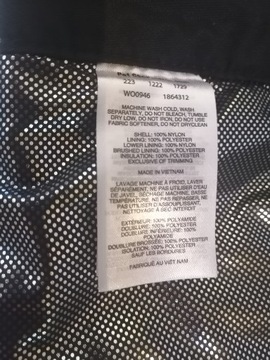 223 1222 1729
WO0946 1864312
MACHINE WASH COLD, WASH
SEPARATELY, DO NOT BLEACH, TUMBLE
DRY LOW, DO NOT IRON, DO NOT USE
FABRIC SOFTENER, DO NOT DRYCLEAN
SHELL: 100% NYLON
LINING: 100% POLYESTER
LOWER LINING: 100% NYLON
BRUSHED LINING: 100% POLYESTER
INSULATION: 100% POLYESTER
EXCLUSIVE OF TRIMMING
MADE IN VIETNAM
LAVAGE MACHINE À FROID, LAVER
SÉPARÉMENT, NE PAS UTILISER D'EAU
DE JAVEL, SÉCHAGE MACHINE, BASSE
TEMPÉRATURE, NE PAS REPASSER, NE
PAS UTILISER D'ASSOUPLISSANT,
NETTOYAGE À SEC INTERDIT
EXTÉRIEUR: 100% POLYAMIDE
DOUBLURE: 100% POLYESTER
DOUBLURE INFÉRIEURE: 100%
POLYAMIDE
DOUBLURE BROSSÉE: 100% POLYESTER
ISOLATION: 100% POLYESTER
SAUF LES BORDURES
FABRIQUÉ AU VIÊT NAM